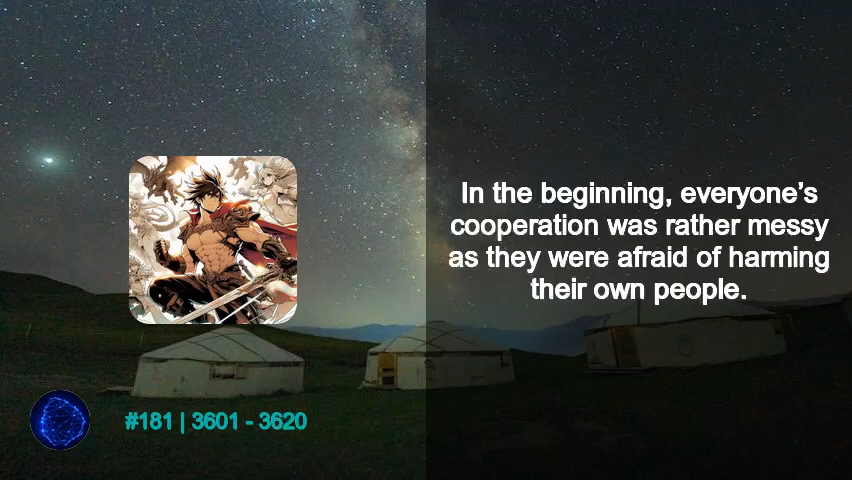 In the beginning, everyone’s
cooperation was rather messy
as they were afraid of harming
their own people.
#181 | 3601 - 3620